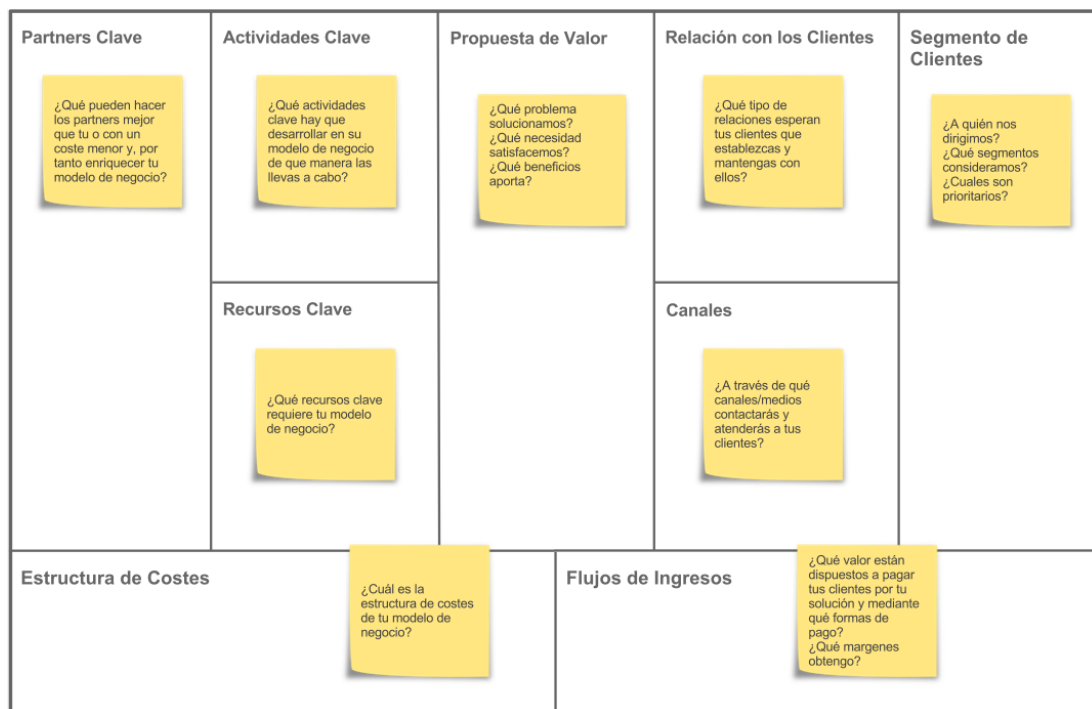 Partners Clave
¿Qué pueden hacer
los partners mejor
que tu o con un
coste menor y, por
tanto enriquecer tu
modelo de negocio?
Actividades Clave
¿Qué actividades
clave hay que
desarrollar en su
modelo de negocio
de que manera las
llevas a cabo?
Recursos Clave
¿Qué recursos clave
requiere tu modelo
de negocio?
Propuesta de Valor
¿Qué problema
solucionamos?
¿Qué necesidad
satisfacemos?
¿Qué beneficios
aporta?
Relación con los Clientes
¿Qué tipo de
relaciones esperan
tus clientes que
establezcas y
mantengas con
ellos?
Canales
¿A través de qué
canales/medios
contactarás y
atenderás a tus
clientes?
Segmento de
Clientes
¿A quién nos
dirigimos?
¿Qué segmentos
consideramos?
¿Cuales son
prioritarios?
Estructura de Costes
¿Cuál es la
estructura de costes
de tu modelo de
negocio?
Flujos de Ingresos
¿Qué valor están
dispuestos a pagar
tus clientes por tu
solución y mediante
qué formas de
pago?
¿Qué margenes
obtengo?